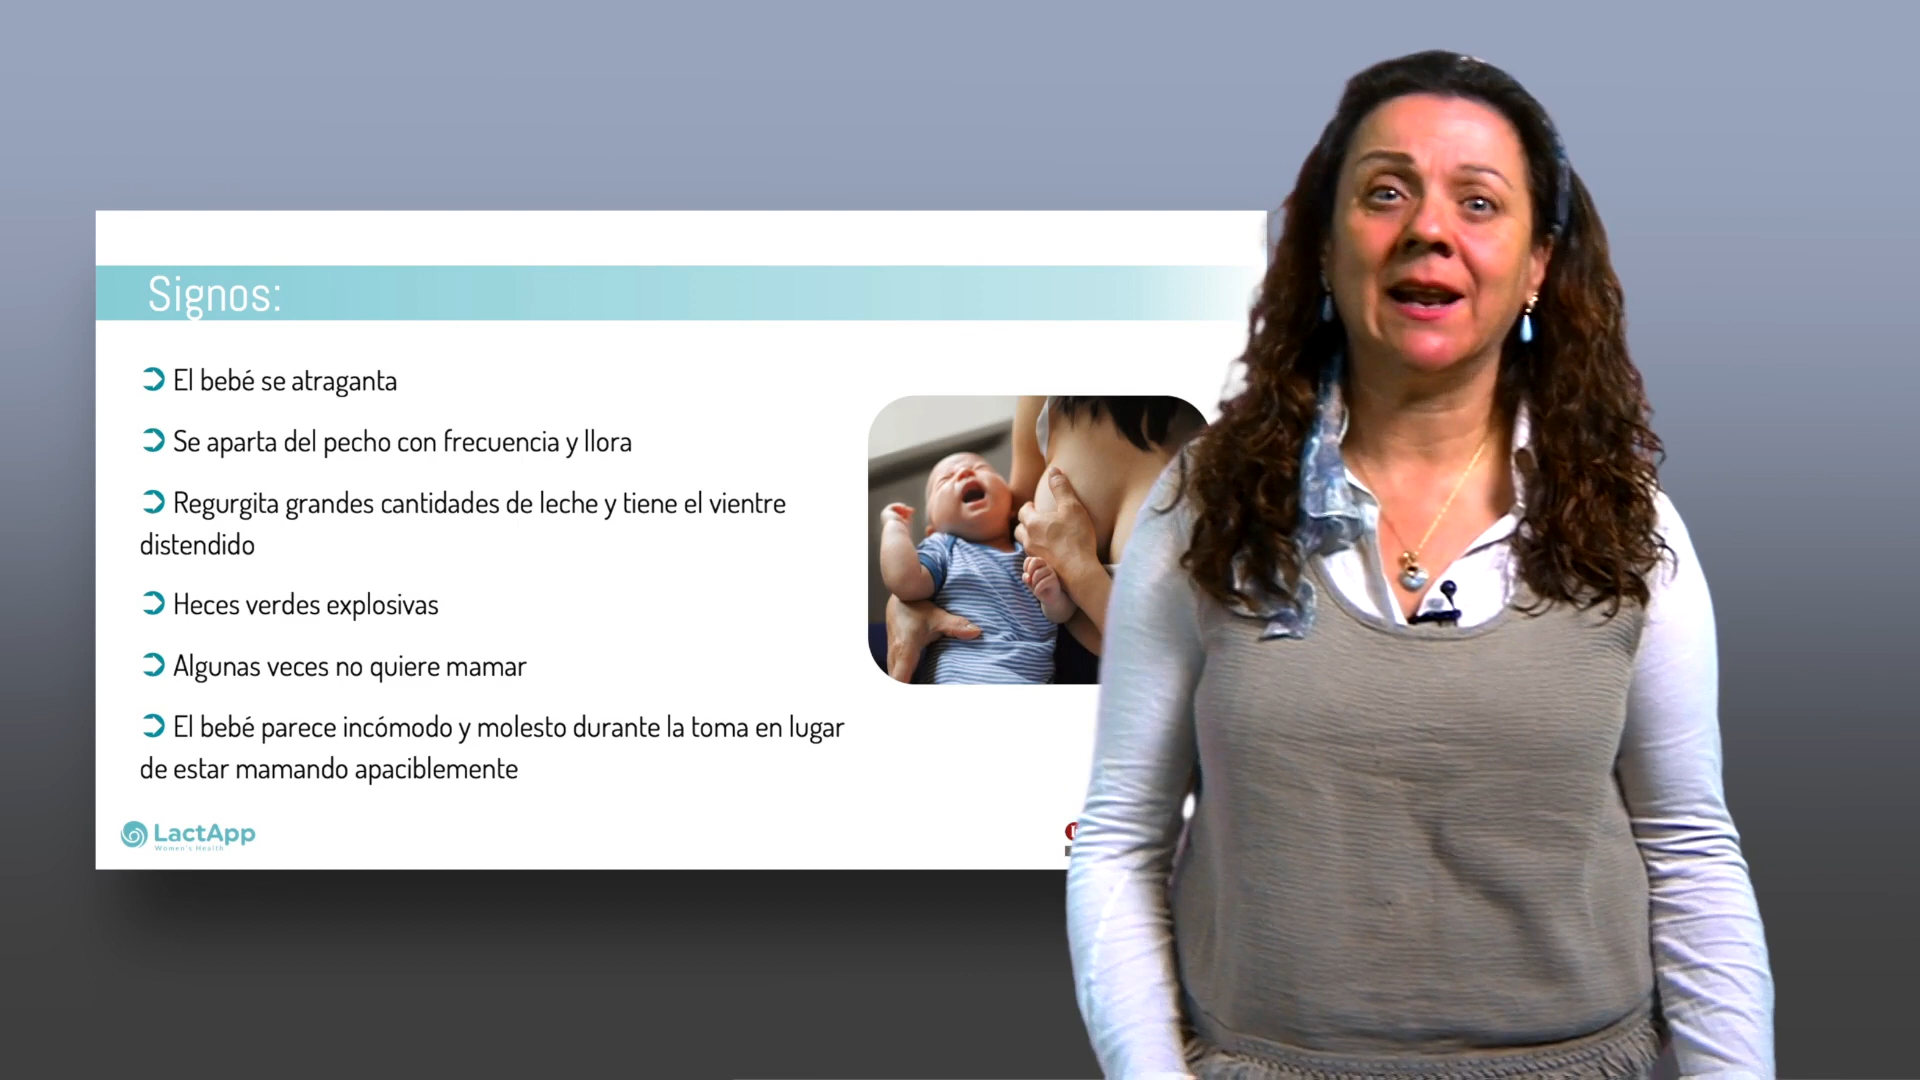 Signos:
➲ El bebé se atraganta
➲ Se aparta del pecho con frecuencia y llora
➲ Regurgita grandes cantidades de leche y tiene el vientre
distendido
➲ Heces verdes explosivas
➲ Algunas veces no quiere mamar
➲ El bebé parece incómodo y molesto durante la toma en lugar
de estar mamando apaciblemente
LactApp
Women's Health